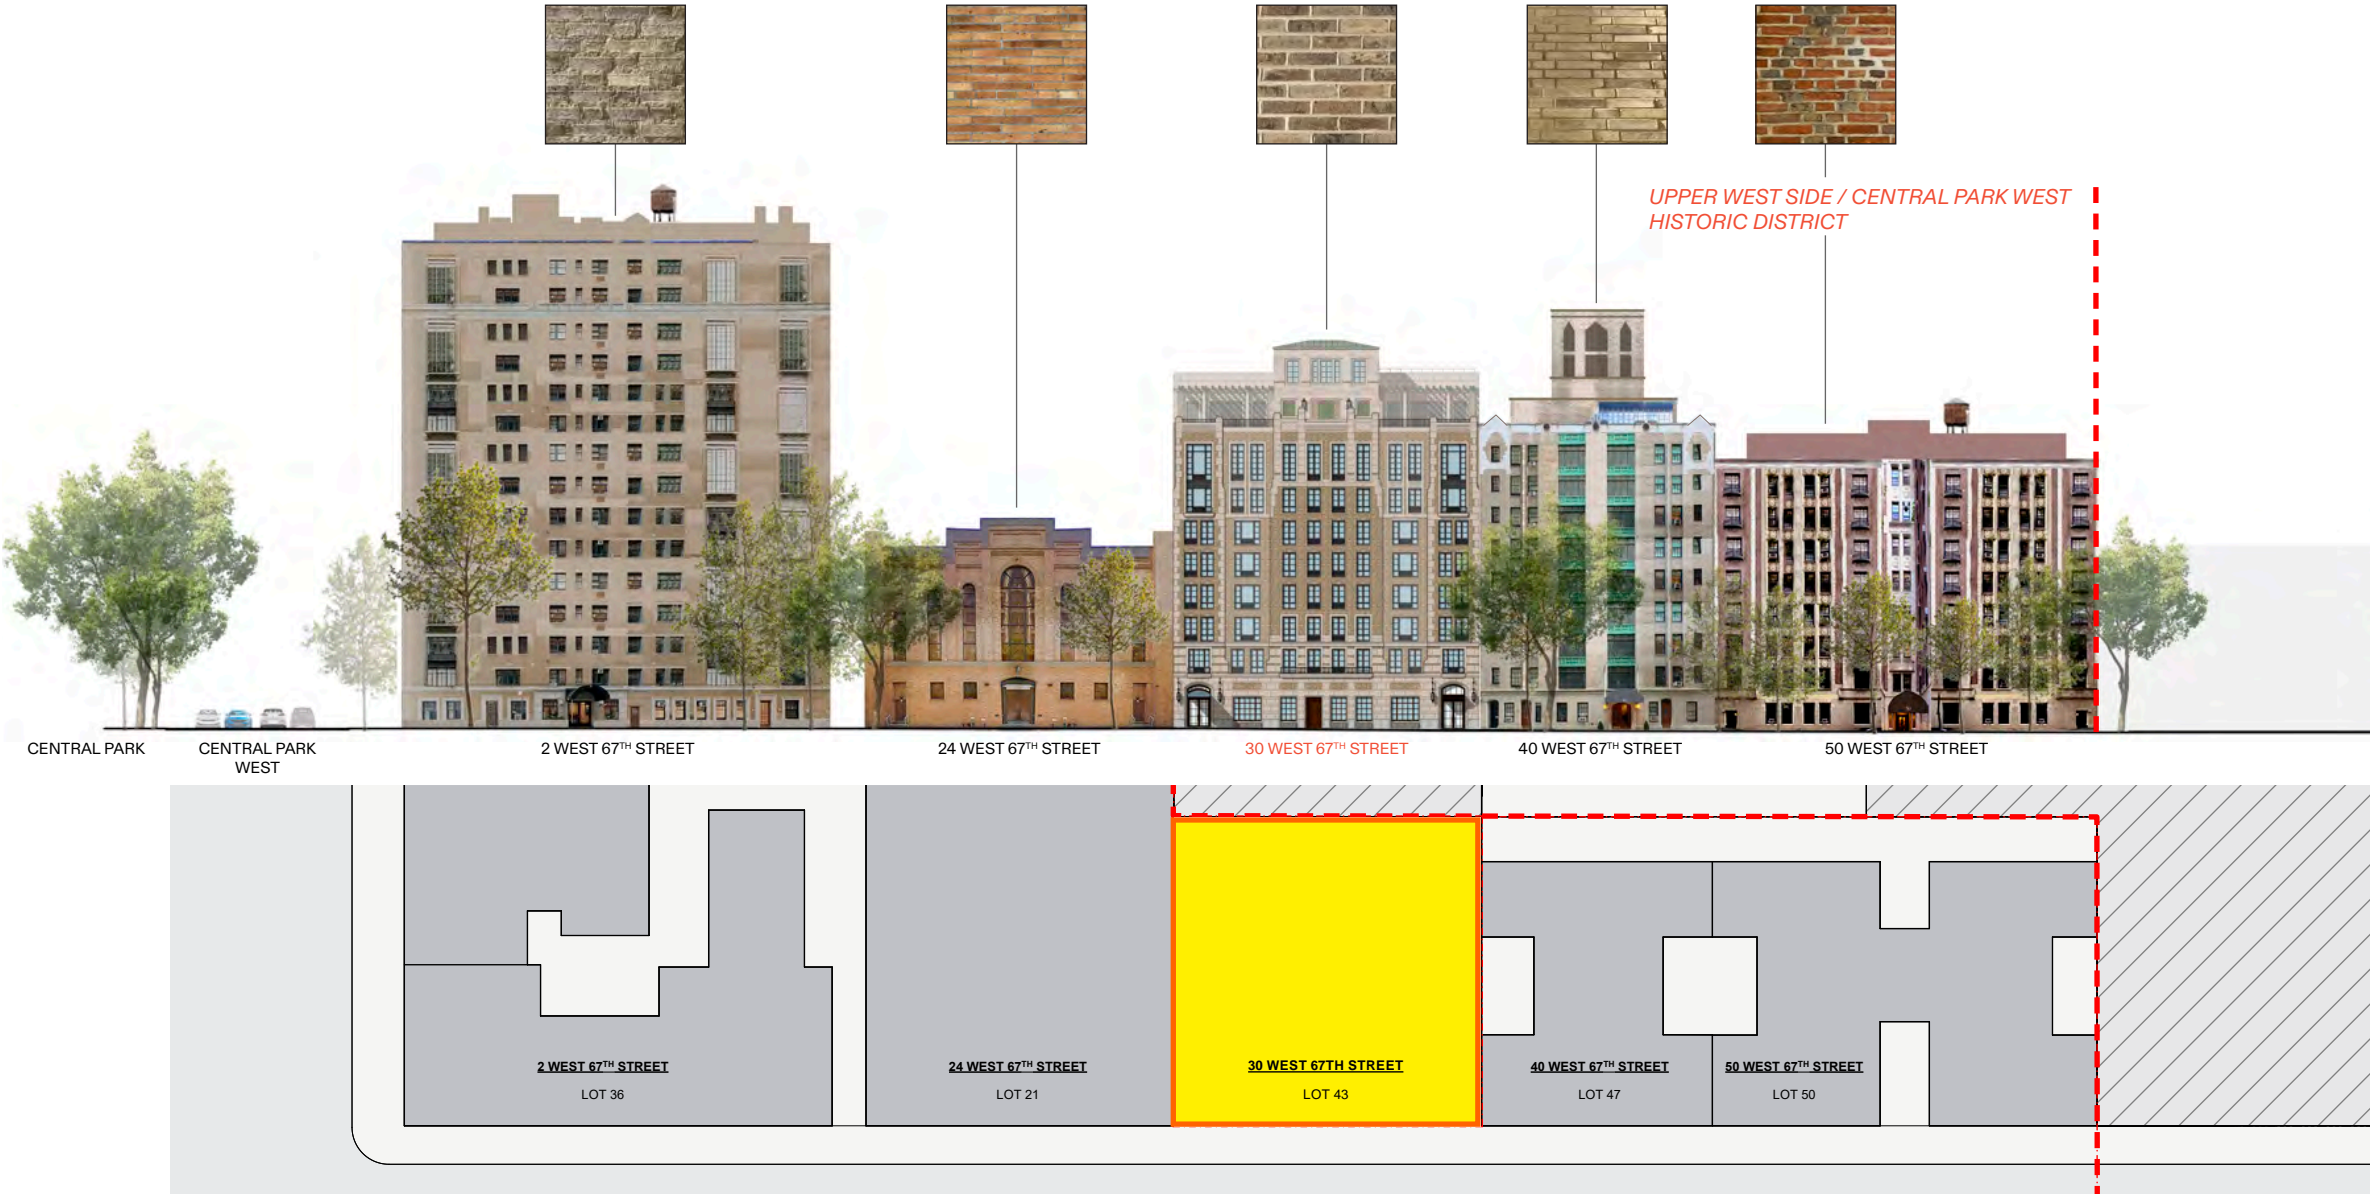 UPPER WEST SIDE / CENTRAL PARK WEST
HISTORIC DISTRICT
CENTRAL PARK
CENTRAL PARK
WEST
2 WEST 67TH STREET
24 WEST 67TH STREET
30 WEST 67TH STREET
40 WEST 67TH STREET
50 WEST 67TH STREET
2 WEST 67TH STREET
LOT 36
24 WEST 67TH STREET
LOT 21
30 WEST 67TH STREET
LOT 43
40 WEST 67TH STREET
LOT 47
50 WEST 67TH STREET
LOT 50